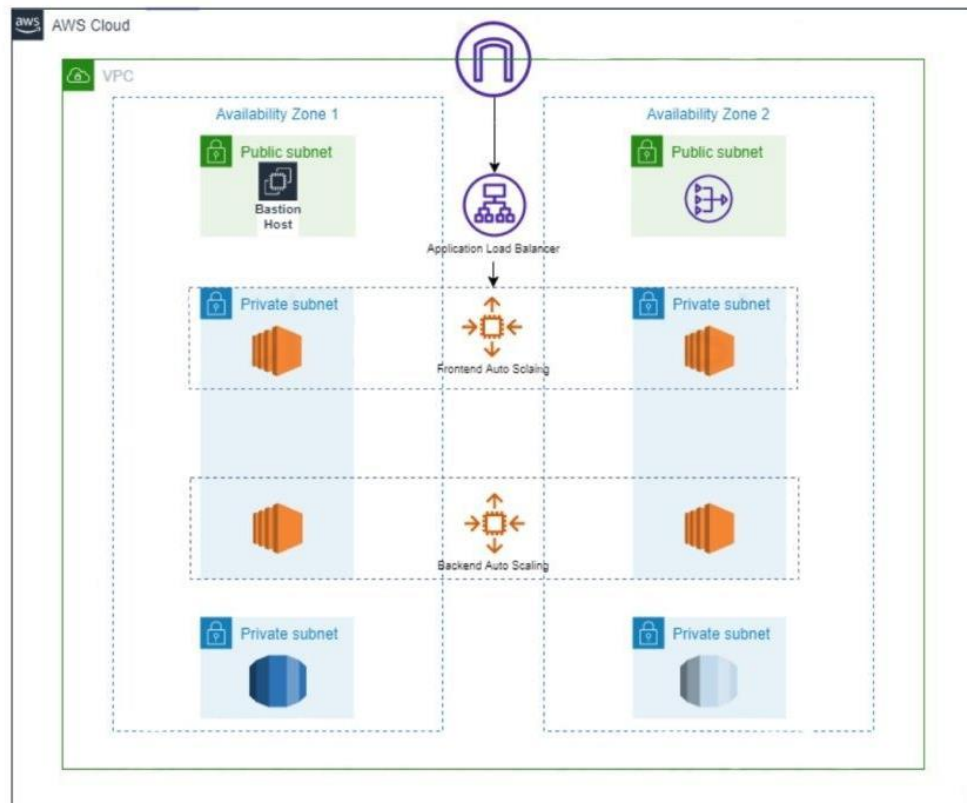 aws
AWS Cloud
VPC
Availability Zone 1
Availability Zone 2
Public subnet
Public subnet
Bastion
Host
Application Load Balancer
Private subnet
Private subnet
Frontend Auto Sclaing
Backend Auto Scaling
Private subnet
Private subnet